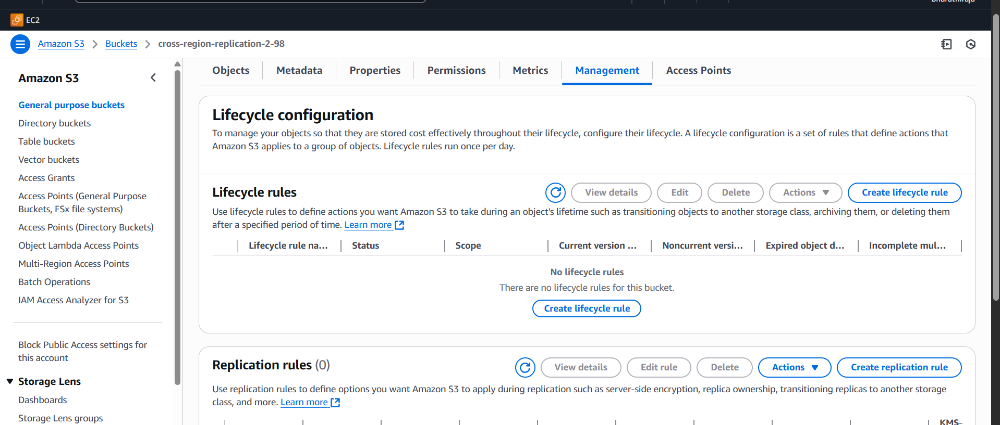 EC2
Amazon S3 > Buckets > cross-region-replication-2-98
Amazon S3
General purpose buckets
Directory buckets
Table buckets
Vector buckets
Access Grants
Access Points (General Purpose
Buckets, FSx file systems)
Access Points (Directory Buckets)
Object Lambda Access Points
Multi-Region Access Points
Batch Operations
IAM Access Analyzer for S3
Block Public Access settings for
this account
Storage Lens
Dashboards
Storage Lens groups
Objects Metadata Properties Permissions Metrics Management Access Points
Lifecycle configuration
To manage your objects so that they are stored cost effectively throughout their lifecycle, configure their lifecycle. A lifecycle configuration is a set of rules that define actions that
Amazon S3 applies to a group of objects. Lifecycle rules run once per day.
Lifecycle rules View details Edit Delete Actions Create lifecycle rule
Use lifecycle rules to define actions you want Amazon S3 to take during an object's lifetime such as transitioning objects to another storage class, archiving them, or deleting them
after a specified period of time. Learn more
Lifecycle rule na... Status Scope Current version ... Noncurrent versi... Expired object d... Incomplete mul...
No lifecycle rules
There are no lifecycle rules for this bucket.
Create lifecycle rule
Replication rules (0) View details Edit rule Delete Actions Create replication rule
Use replication rules to define options you want Amazon S3 to apply during replication such as server-side encryption, replica ownership, transitioning replicas to another storage
class, and more. Learn more
KMS-